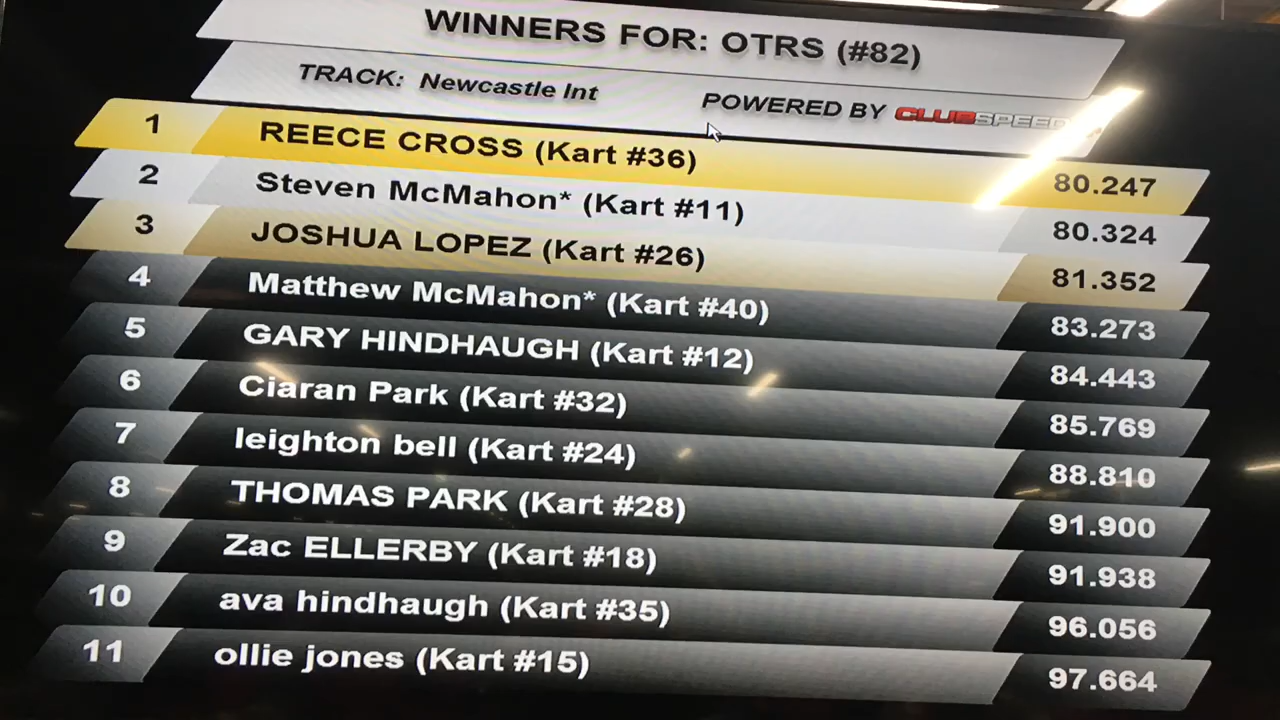 WINNERS FOR: OTRS (#82)
TRACK: Newcastle Int POWERED BY CLUBSPEED
1 REECE CROSS (Kart #36) 80.247
2 Steven McMahon* (Kart #11) 80.324
3 JOSHUA LOPEZ (Kart #26) 81.352
4 Matthew McMahon* (Kart #40) 83.273
5 GARY HINDHAUGH (Kart #12) 84.443
6 Ciaran Park (Kart #32) 85.769
7 leighton bell (Kart #24) 88.810
8 THOMAS PARK (Kart #28) 91.900
9 Zac ELLERBY (Kart #18) 91.938
10 ava hindhaugh (Kart #35) 96.056
11 ollie jones (Kart #15) 97.664